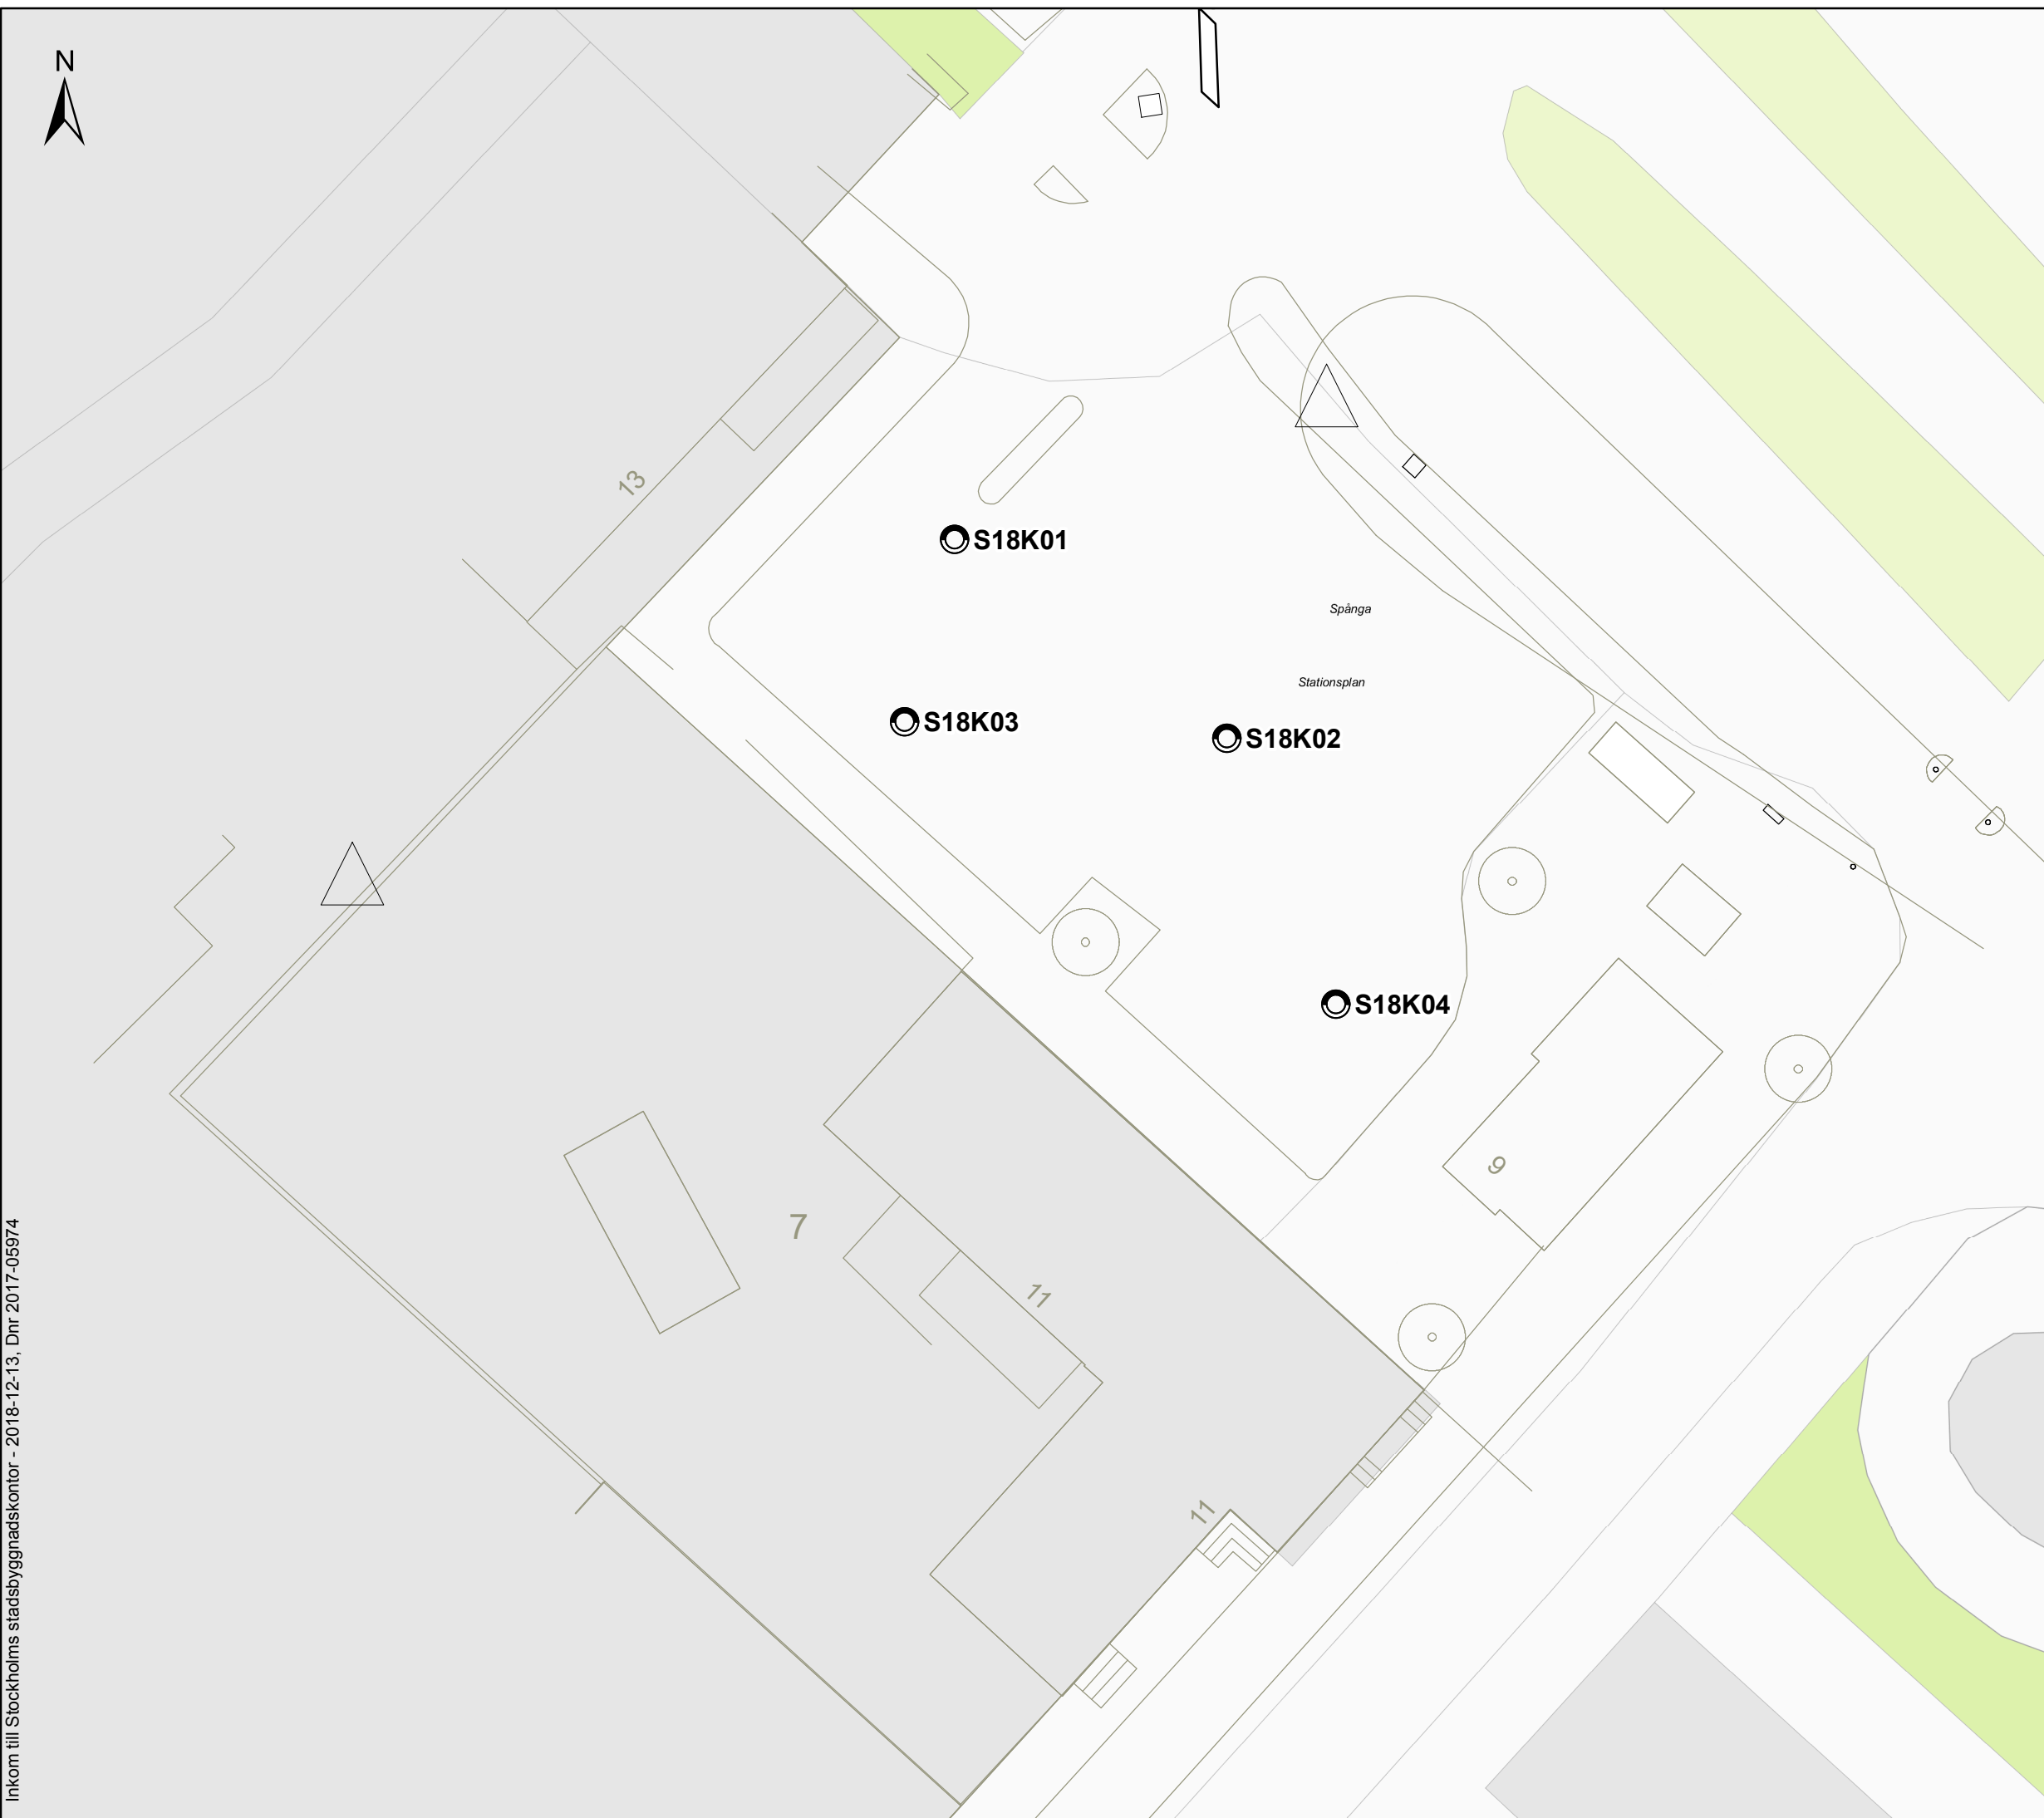 N
13
S18K01
Spånga
Stationsplan
S18K03
S18K02
S18K04
9
7
11
11
Inkom till Stockholms stadsbyggnadskontor - 2018-12-13, Dnr 2017-05974